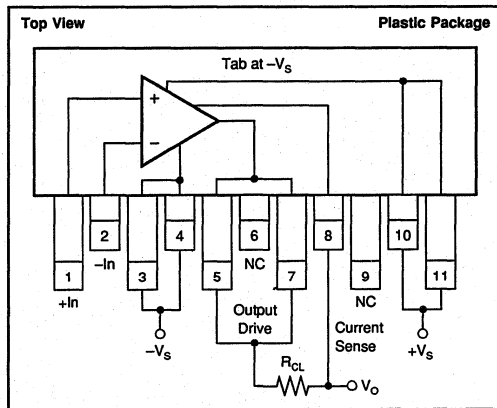 Top View
Plastic Package
Tab at –VS
+
–
1
2
3
4
5
6
7
8
9
10
11
+In
–In
NC
NC
Output
Drive
Current
Sense
–VS
+VS
RCL
VO